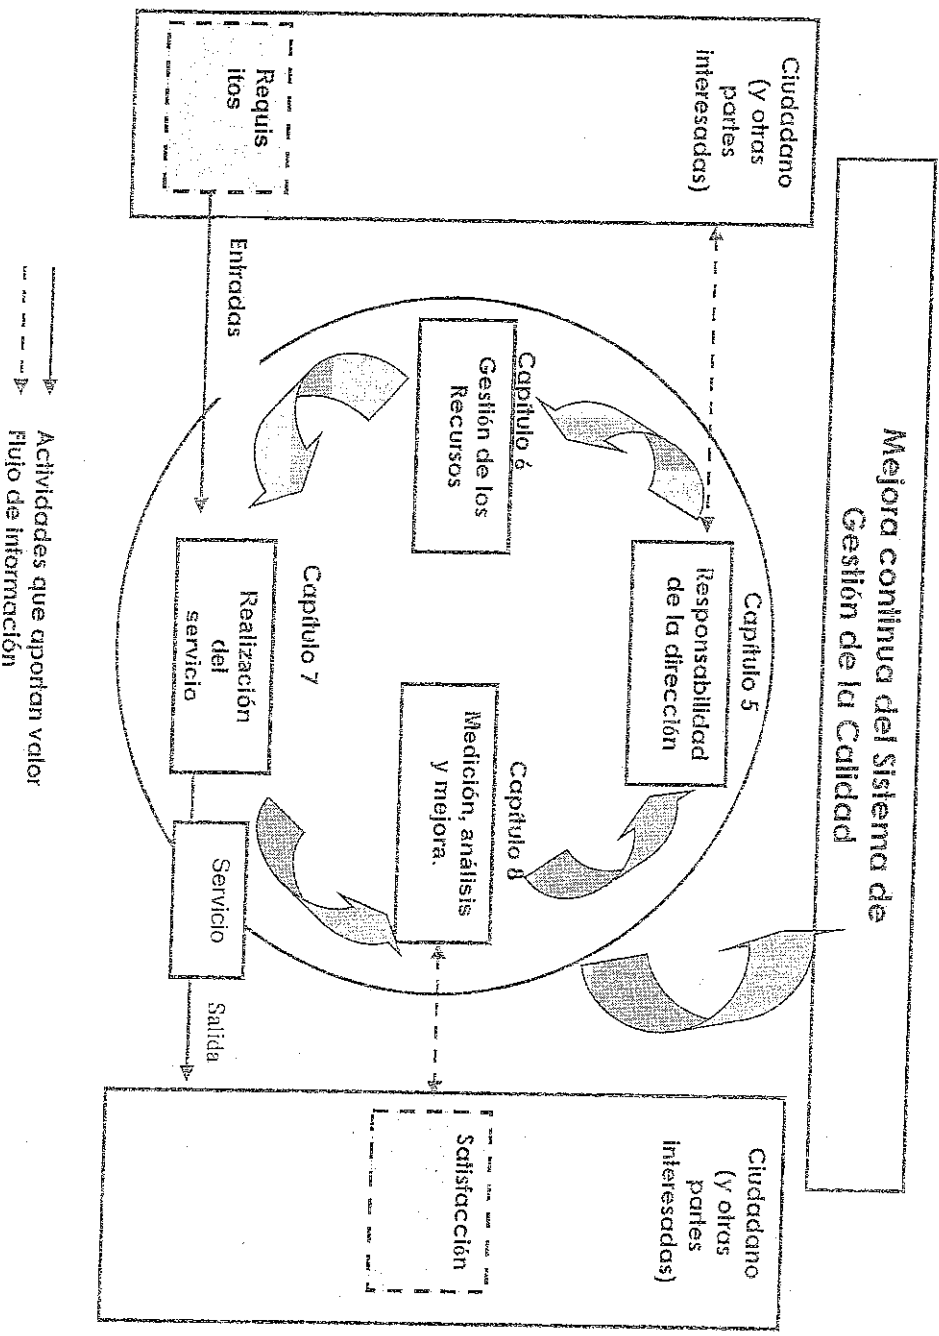 Mejora continua del Sistema de
Gestión de la Calidad
Ciudadano
(y otras
partes
interesadas)
Requis
itos
Entradas
Capítulo 5
Responsabilidad
de la dirección
Capítulo 6
Gestión de los
Recursos
Capítulo 8
Medición, análisis
y mejora.
Capítulo 7
Realización
del
servicio
Servicio
Salida
Ciudadano
(y otras
partes
interesadas)
Satisfacción
Actividades que aportan valor
Flujo de información